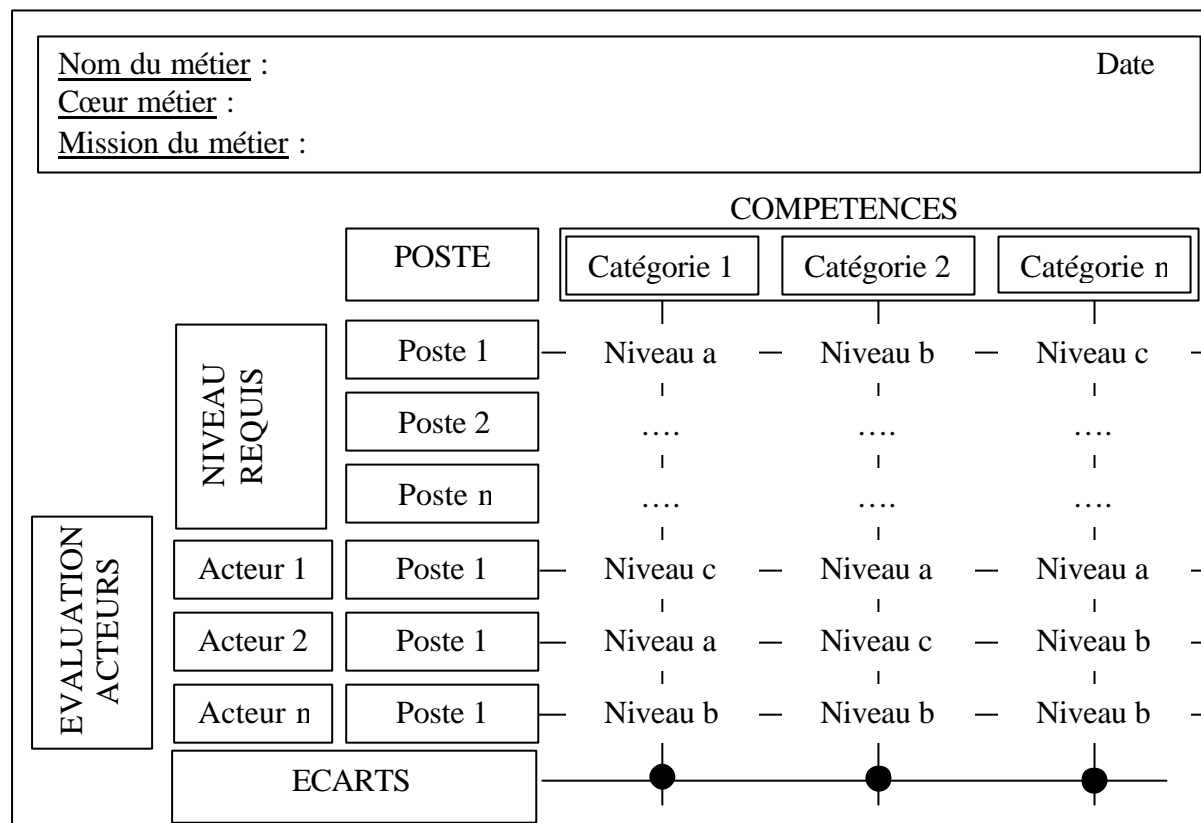 Nom du métier : Date
Cœur métier :
Mission du métier :
COMPETENCES
POSTE Catégorie 1 Catégorie 2 Catégorie n
NIVEAU
REQUIS
Poste 1 Niveau a Niveau b Niveau c
Poste 2 …. …. ….
Poste n …. …. ….
EVALUATION
ACTEURS
Acteur 1 Poste 1 Niveau c Niveau a Niveau a
Acteur 2 Poste 1 Niveau a Niveau c Niveau b
Acteur n Poste 1 Niveau b Niveau b Niveau b
ECARTS